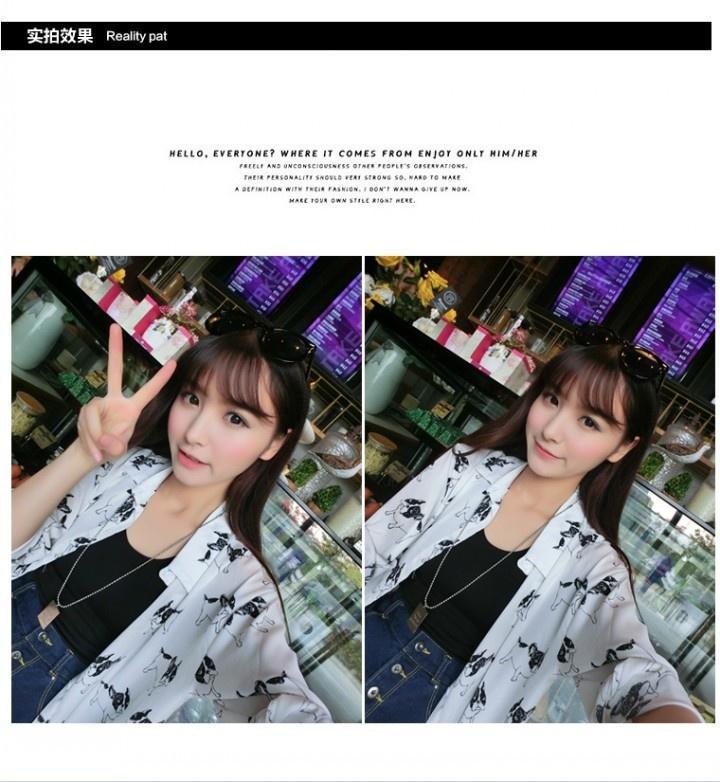 实拍效果 Reality pat
HELLO, EVERYONE? WHERE IT COMES FROM ENJOY ONLY HIM/HER
FREELY AND UNCONSCIOUSNESS OTHER PEOPLE'S OBSERVATIONS,
THEIR PERSONALITY SHOULD VERY STRONG SO, HARD TO MAKE
A DEFINITION WITH THEIR FASHION, I DON'T WANNA GIVE UP NOW.
MAKE YOUR OWN STYLE RIGHT HERE.